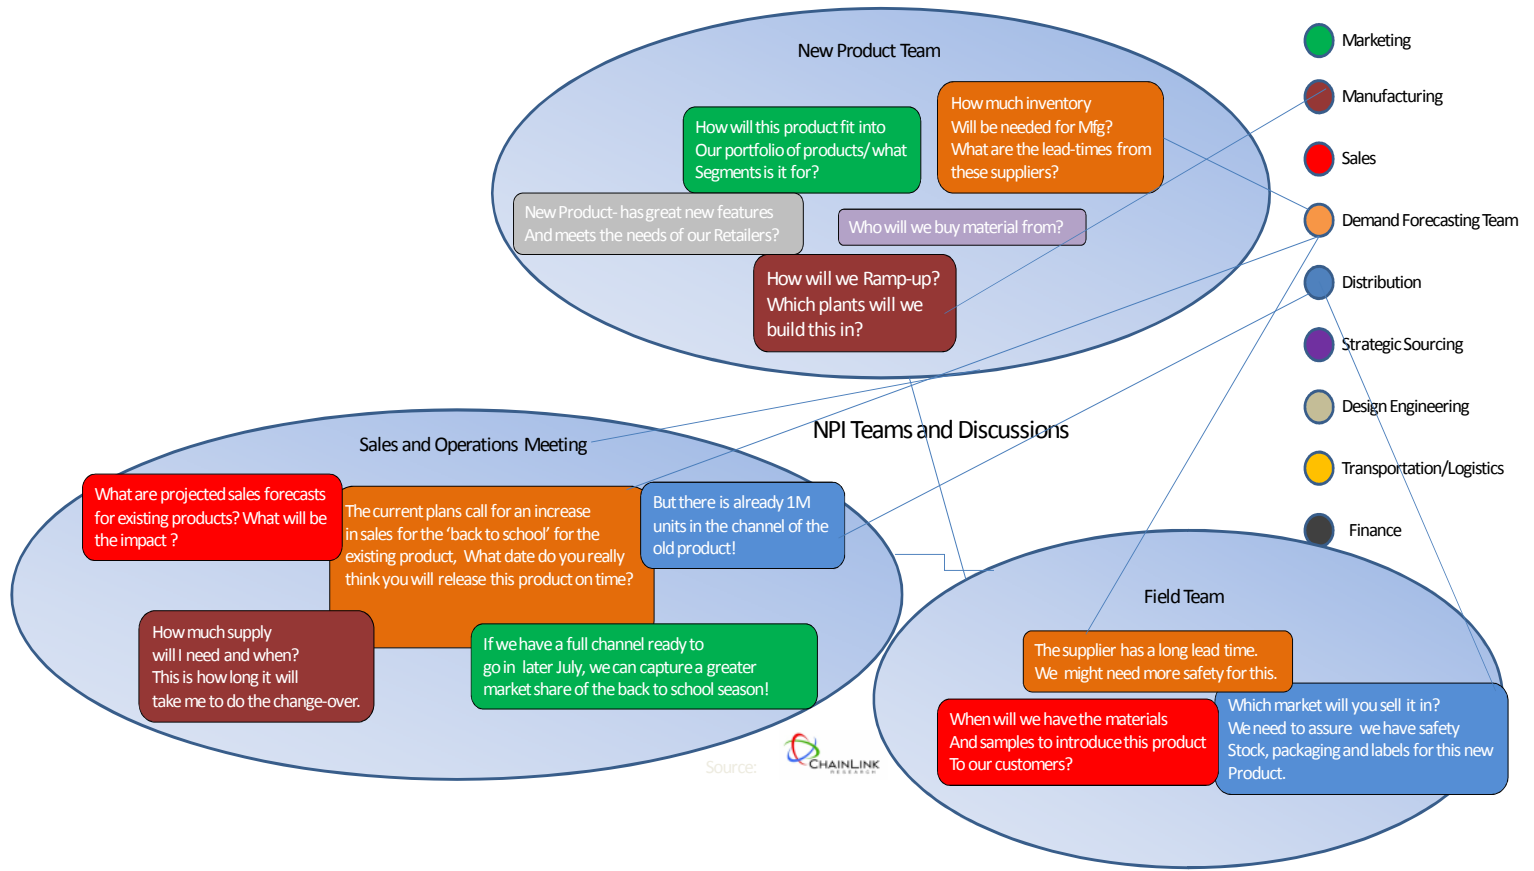 New Product Team
How much inventory
Will be needed for Mfg?
What are the lead-times from
these suppliers?
How will this product fit into
Our portfolio of products/ what
Segments is it for?
New Product- has great new features
And meets the needs of our Retailers?
Who will we buy material from?
How will we Ramp-up?
Which plants will we
build this in?
Marketing
Manufacturing
Sales
Demand Forecasting Team
Distribution
Strategic Sourcing
Design Engineering
Transportation/Logistics
Finance
NPI Teams and Discussions
Sales and Operations Meeting
What are projected sales forecasts
for existing products? What will be
the impact ?
The current plans call for an increase
in sales for the ‘back to school’ for the
existing product, What date do you really
think you will release this product on time?
But there is already 1M
units in the channel of the
old product!
How much supply
will I need and when?
This is how long it will
take me to do the change-over.
If we have a full channel ready to
go in later July, we can capture a greater
market share of the back to school season!
Field Team
The supplier has a long lead time.
We might need more safety for this.
When will we have the materials
And samples to introduce this product
To our customers?
Which market will you sell it in?
We need to assure we have safety
Stock, packaging and labels for this new
Product.
Source:
CHAINLINK
RESEARCH